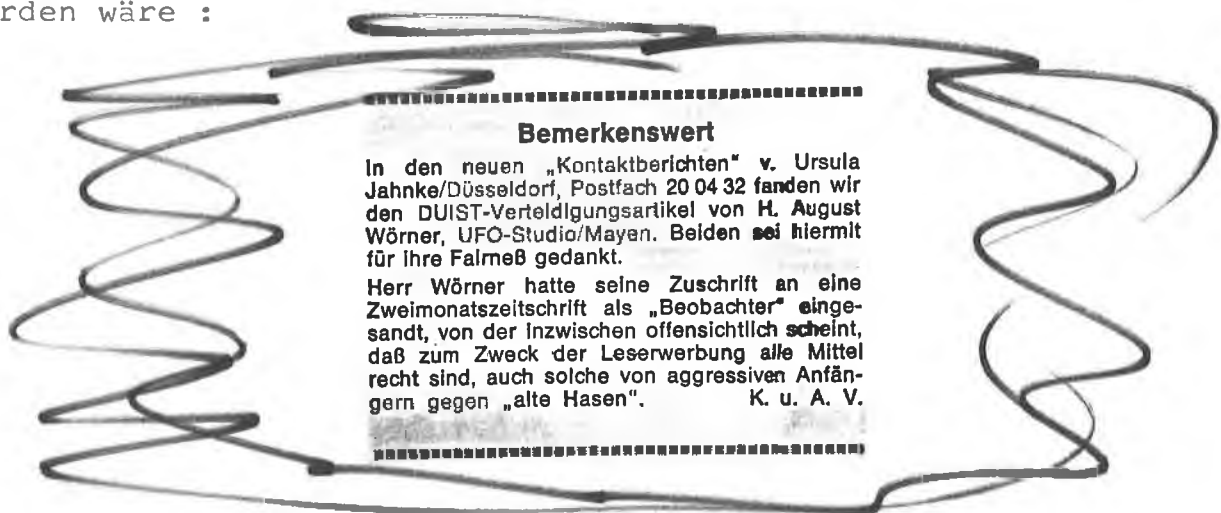 rden wäre :
Bemerkenswert
In den neuen „Kontaktberichten" v. Ursula
Jahnke/Düsseldorf, Postfach 20 04 32 fanden wir
den DUIST-Verteidigungsartikel von H. August
Wörner, UFO-Studio/Mayen. Beiden sei hiermit
für ihre Fairneß gedankt.
Herr Wörner hatte seine Zuschrift an eine
Zweimonatszeitschrift als „Beobachter" einge-
sandt, von der inzwischen offensichtlich scheint,
daß zum Zweck der Leserwerbung alle Mittel
recht sind, auch solche von aggressiven Anfän-
gern gegen „alte Hasen". K. u. A. V.